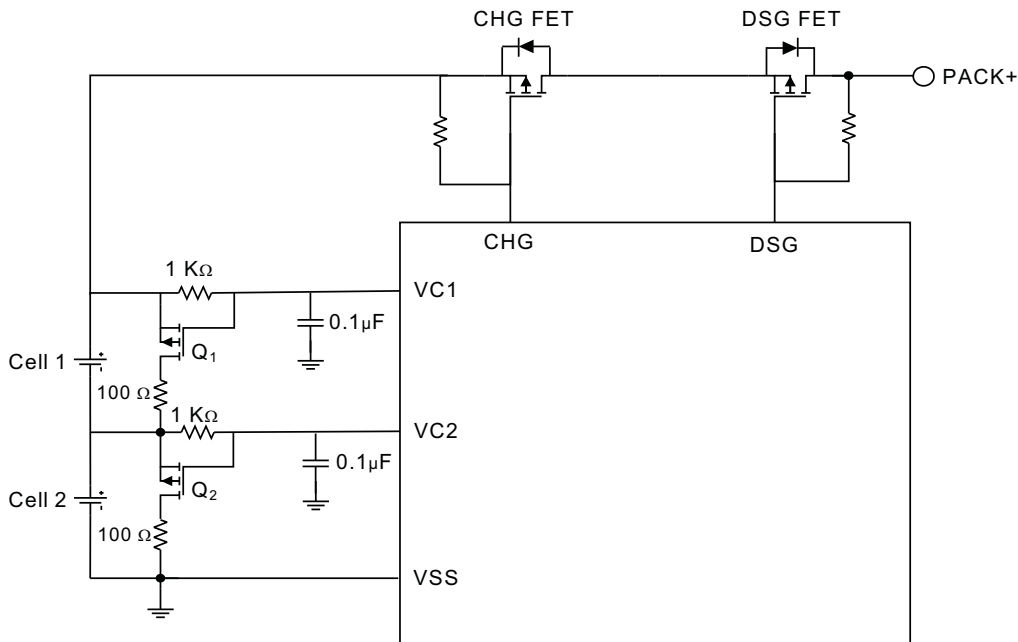 CHG FET
DSG FET
PACK+
CHG
DSG
1 KΩ
VC1
0.1µF
Q1
Cell 1
100 Ω
1 KΩ
VC2
0.1µF
Q2
Cell 2
100 Ω
VSS